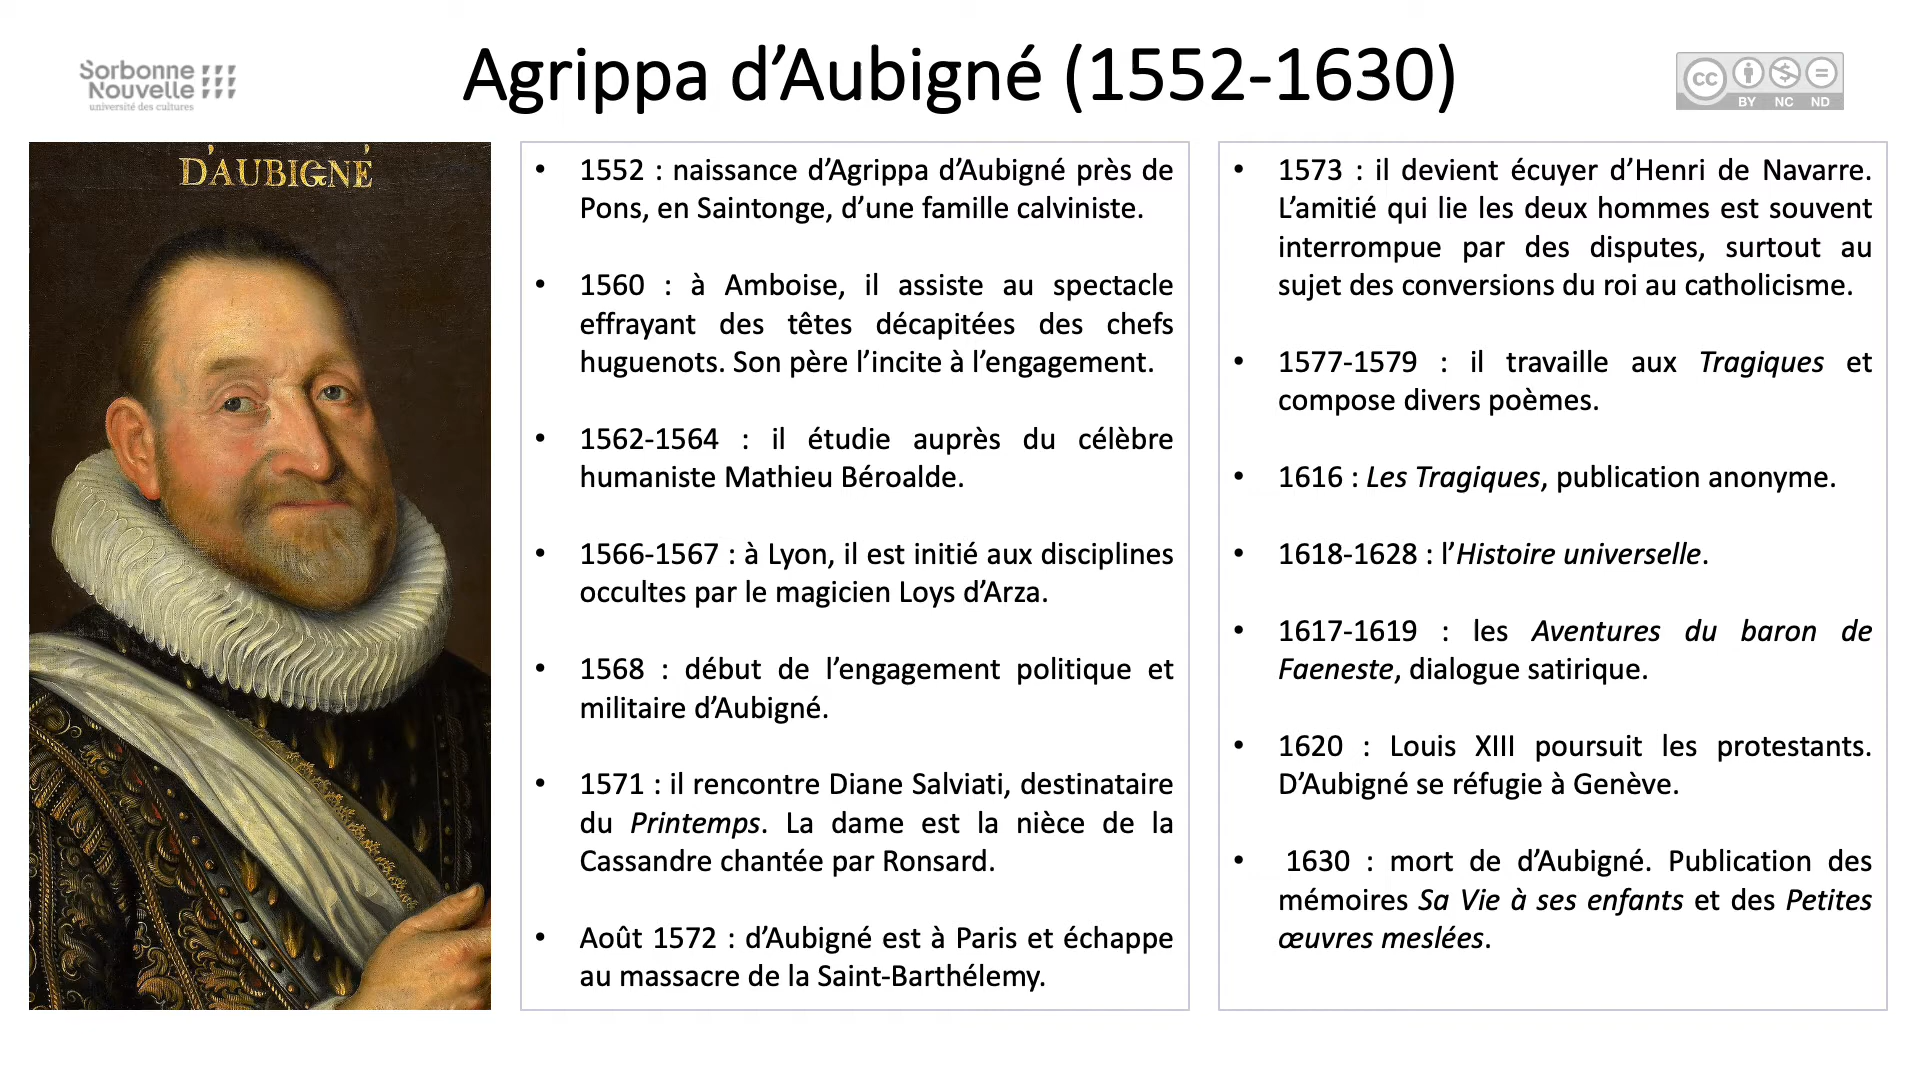 Sorbonne
Nouvelle
université des cultures
Agrippa d’Aubigné (1552-1630)
BY NC ND
D'AUBIGNÉ
• 1552 : naissance d’Agrippa d’Aubigné près de
Pons, en Saintonge, d’une famille calviniste.
• 1560 : à Amboise, il assiste au spectacle
effrayant des têtes décapitées des chefs
huguenots. Son père l’incite à l’engagement.
• 1562-1564 : il étudie auprès du célèbre
humaniste Mathieu Béroalde.
• 1566-1567 : à Lyon, il est initié aux disciplines
occultes par le magicien Loys d’Arza.
• 1568 : début de l’engagement politique et
militaire d’Aubigné.
• 1571 : il rencontre Diane Salviati, destinataire
du Printemps. La dame est la nièce de la
Cassandre chantée par Ronsard.
• Août 1572 : d’Aubigné est à Paris et échappe
au massacre de la Saint-Barthélemy.
• 1573 : il devient écuyer d’Henri de Navarre.
L’amitié qui lie les deux hommes est souvent
interrompue par des disputes, surtout au
sujet des conversions du roi au catholicisme.
• 1577-1579 : il travaille aux Tragiques et
compose divers poèmes.
• 1616 : Les Tragiques, publication anonyme.
• 1618-1628 : l’Histoire universelle.
• 1617-1619 : les Aventures du baron de
Faeneste, dialogue satirique.
• 1620 : Louis XIII poursuit les protestants.
D’Aubigné se réfugie à Genève.
• 1630 : mort de d’Aubigné. Publication des
mémoires Sa Vie à ses enfants et des Petites
œuvres meslées.